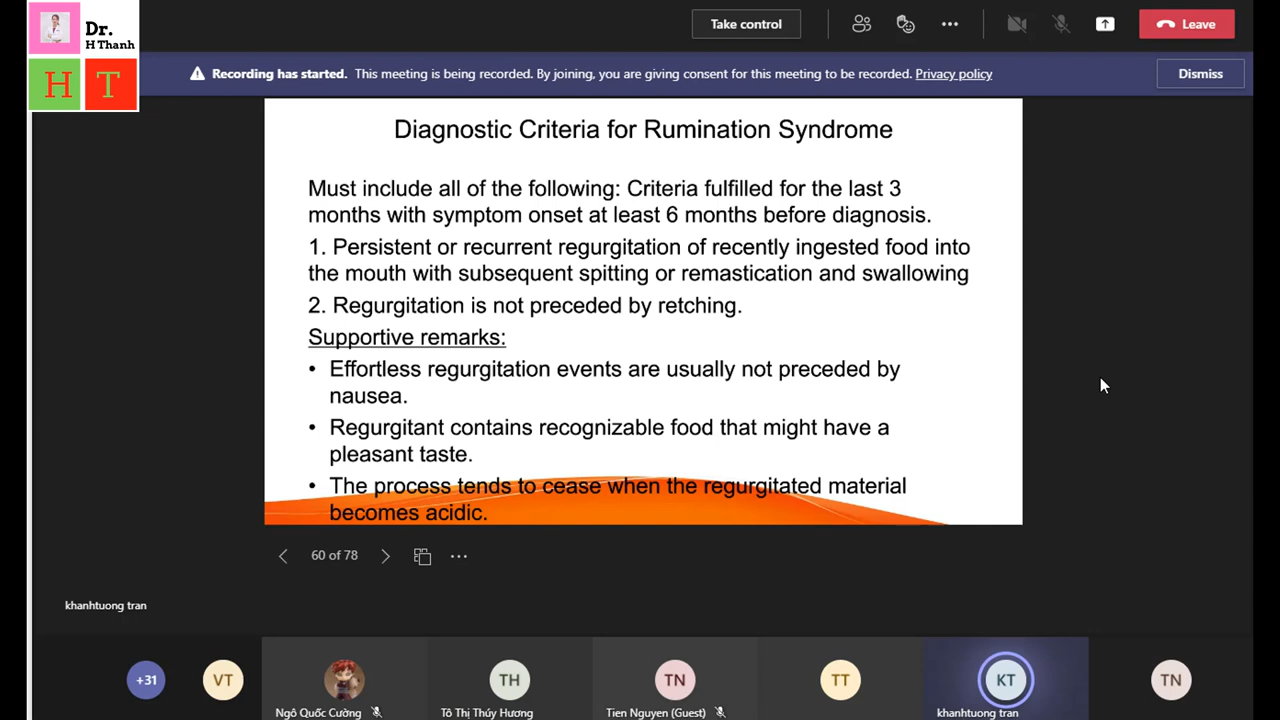 Dr.
H Thanh
H T
Take control
Leave
Recording has started. This meeting is being recorded. By joining, you are giving consent for this meeting to be recorded. Privacy policy
Dismiss
Diagnostic Criteria for Rumination Syndrome
Must include all of the following: Criteria fulfilled for the last 3
months with symptom onset at least 6 months before diagnosis.
1. Persistent or recurrent regurgitation of recently ingested food into
the mouth with subsequent spitting or remastication and swallowing
2. Regurgitation is not preceded by retching.
Supportive remarks:
• Effortless regurgitation events are usually not preceded by
nausea.
• Regurgitant contains recognizable food that might have a
pleasant taste.
• The process tends to cease when the regurgitated material
becomes acidic.
60 of 78
khanhtuong tran
+31
VT
TH
TN
TT
KT
TN
Ngô Quốc Cường
Tô Thị Thúy Hương
Tien Nguyen (Guest)
khanhtuong tran